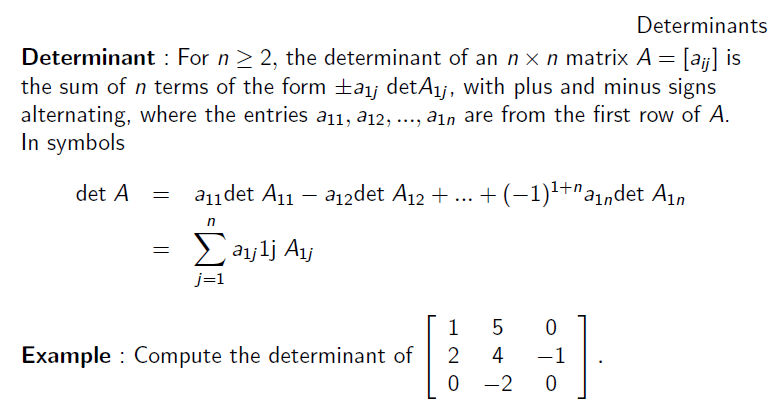 Determinants
Determinant : For n ≥ 2, the determinant of an n × n matrix A = [aᵢⱼ] is
the sum of n terms of the form ±a₁ⱼ detA₁ⱼ, with plus and minus signs
alternating, where the entries a₁₁, a₁₂, ..., a₁ₙ are from the first row of A.
In symbols
det A = a₁₁det A₁₁ − a₁₂det A₁₂ + ... + (−1)¹⁺ⁿa₁ₙdet A₁ₙ
n
= ∑ a₁ⱼ1j A₁ⱼ
j=1
1 5 0
Example : Compute the determinant of [ 2 4 −1 ] .
0 −2 0